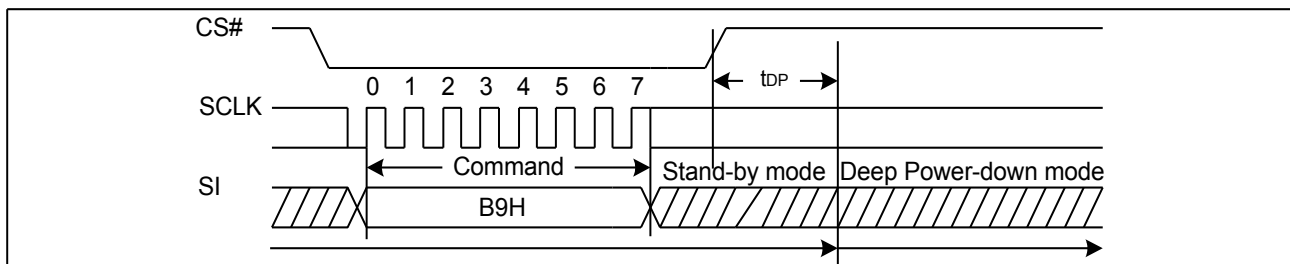 CS#
tDP
0 1 2 3 4 5 6 7
SCLK
Command
Stand-by mode Deep Power-down mode
SI
B9H